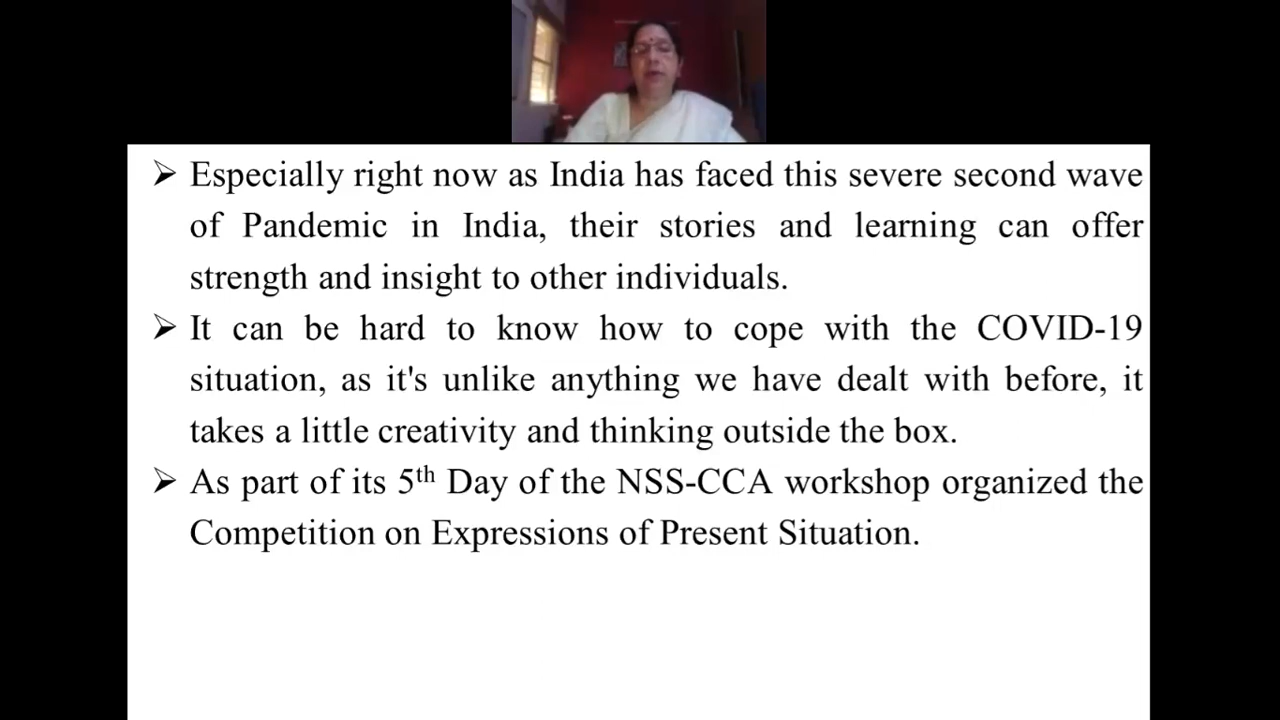 ➢ Especially right now as India has faced this severe second wave
of Pandemic in India, their stories and learning can offer
strength and insight to other individuals.
➢ It can be hard to know how to cope with the COVID-19
situation, as it's unlike anything we have dealt with before, it
takes a little creativity and thinking outside the box.
➢ As part of its 5th Day of the NSS-CCA workshop organized the
Competition on Expressions of Present Situation.